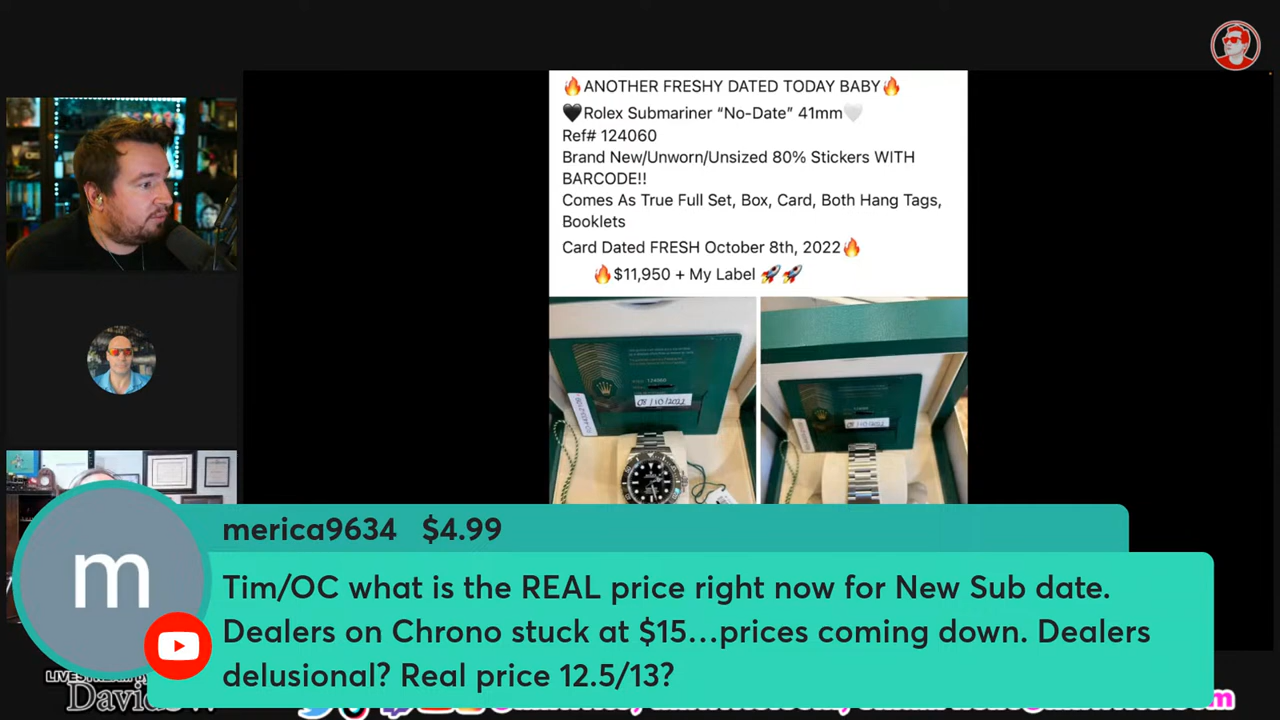 🔥ANOTHER FRESHY DATED TODAY BABY🔥
🖤Rolex Submariner “No-Date” 41mm🤍
Ref# 124060
Brand New/Unworn/Unsized 80% Stickers WITH
BARCODE!!
Comes As True Full Set, Box, Card, Both Hang Tags,
Booklets
Card Dated FRESH October 8th, 2022🔥
🔥$11,950 + My Label 🚀🚀
124060
merica9634 $4.99
m
Tim/OC what is the REAL price right now for New Sub date.
Dealers on Chrono stuck at $15...prices coming down. Dealers
delusional? Real price 12.5/13?